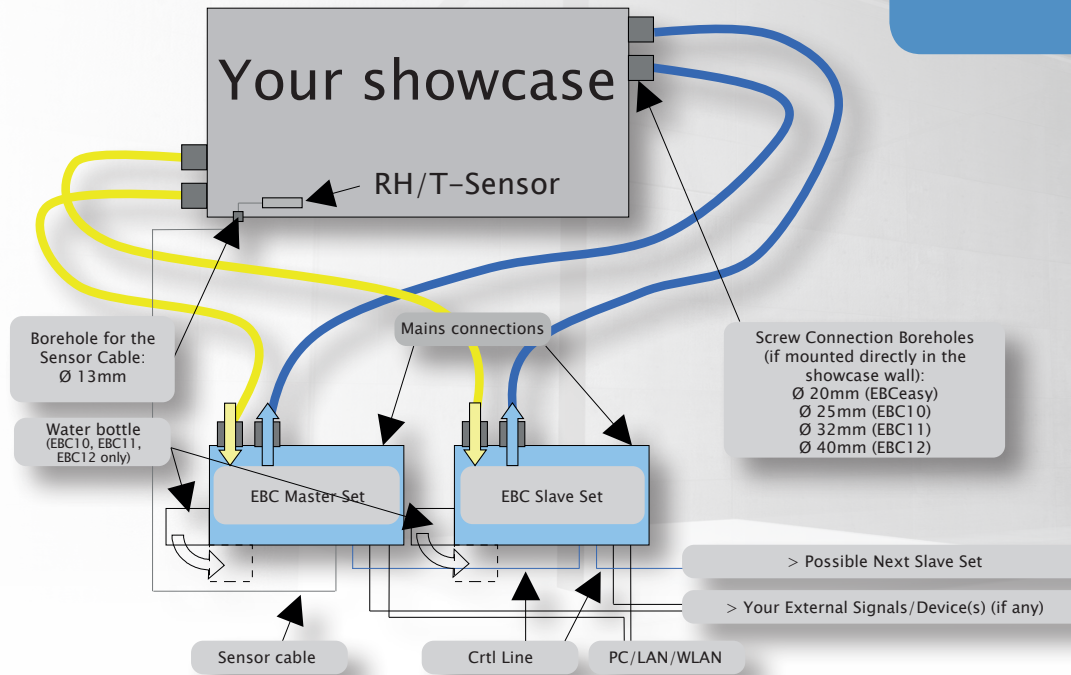 Your showcase
RH/T-Sensor
Mains connections
Borehole for the
Sensor Cable:
Ø 13mm
Screw Connection Boreholes
(if mounted directly in the
showcase wall):
Ø 20mm (EBCeasy)
Ø 25mm (EBC10)
Ø 32mm (EBC11)
Ø 40mm (EBC12)
Water bottle
(EBC10, EBC11,
EBC12 only)
EBC Master Set
EBC Slave Set
> Possible Next Slave Set
> Your External Signals/Device(s) (if any)
Sensor cable
Crtl Line
PC/LAN/WLAN